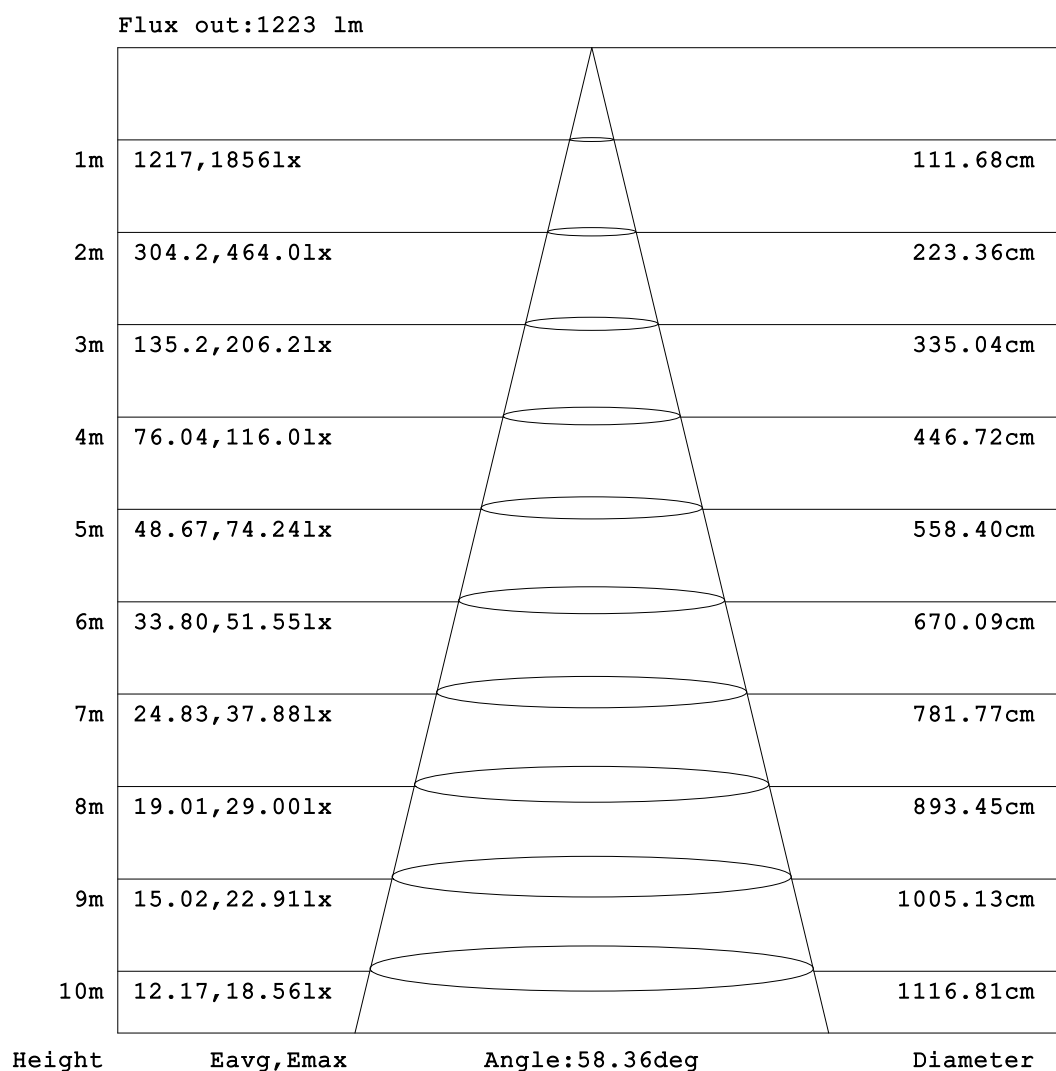 Flux out:1223 lm
1m 1217,1856lx 111.68cm
2m 304.2,464.0lx 223.36cm
3m 135.2,206.2lx 335.04cm
4m 76.04,116.0lx 446.72cm
5m 48.67,74.24lx 558.40cm
6m 33.80,51.55lx 670.09cm
7m 24.83,37.88lx 781.77cm
8m 19.01,29.00lx 893.45cm
9m 15.02,22.91lx 1005.13cm
10m 12.17,18.56lx 1116.81cm
Height Eavg,Emax Angle:58.36deg Diameter